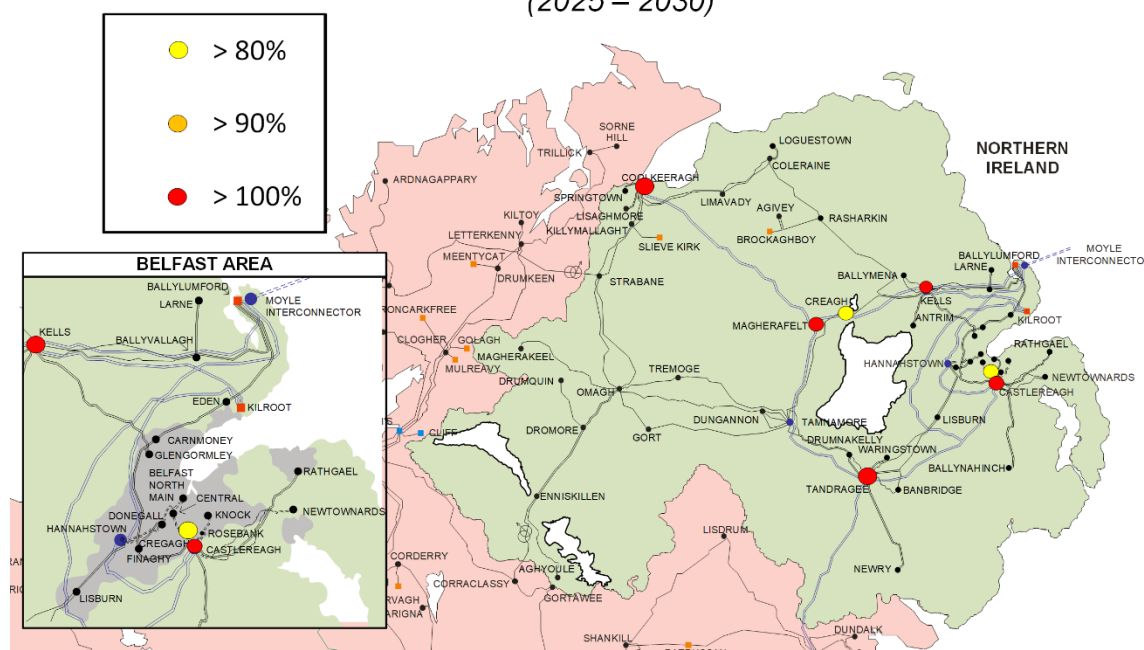 (2025 – 2030)
> 80%
> 90%
> 100%
NORTHERN
IRELAND
SORNE
HILL
TRILLICK
LOGUESTOWN
COLERAINE
ARDNAGAPPARY
COOLKEERAGH
SPRINGTOWN
LIMAVADY
AGIVEY
LISAGHMORE
KILTOY
KILLYMALLAGHT
RASHARKIN
LETTERKENNY
SLIEVE KIRK
BROCKAGHBOY
MEENTYCAT
DRUMKEEN
STRABANE
BALLYMENA
BALLYLUMFORD
LARNE
MOYLE
INTERCONNECTO
KELLS
CREAGH
MAGHERAFELT
ANTRIM
KILROOT
CLOGHER
GOLAGH
MULREAVY
MAGHERAKEEL
HANNAHSTOWN
RATHGAEL
NEWTOWNARDS
CASTLEREAGH
DRUMQUIN
TREMOGE
OMAGH
DUNGANNON
TAMNAMORE
LISBURN
DROMORE
GORT
DRUMNAKELLY
WARINGSTOWN
CLIFF
BALLYNAHINCH
TANDRAGEE
BANBRIDGE
ENNISKILLEN
LISDRUM
NEWRY
CORDERRY
AGHYOULE
CORRACLASSY
GORTAWEE
ARIGNA
SHANKILL
DUNDALK
BELFAST AREA
BALLYLUMFORD
LARNE
MOYLE
INTERCONNECTOR
KELLS
BALLYVALLAGH
EDEN
KILROOT
CARNMONEY
GLENGORMLEY
BELFAST
NORTH
MAIN
CENTRAL
RATHGAEL
DONEGALL
KNOCK
NEWTOWNARDS
HANNAHSTOWN
CREGAGH
ROSEBANK
CASTLEREAGH
FINAGHY
LISBURN